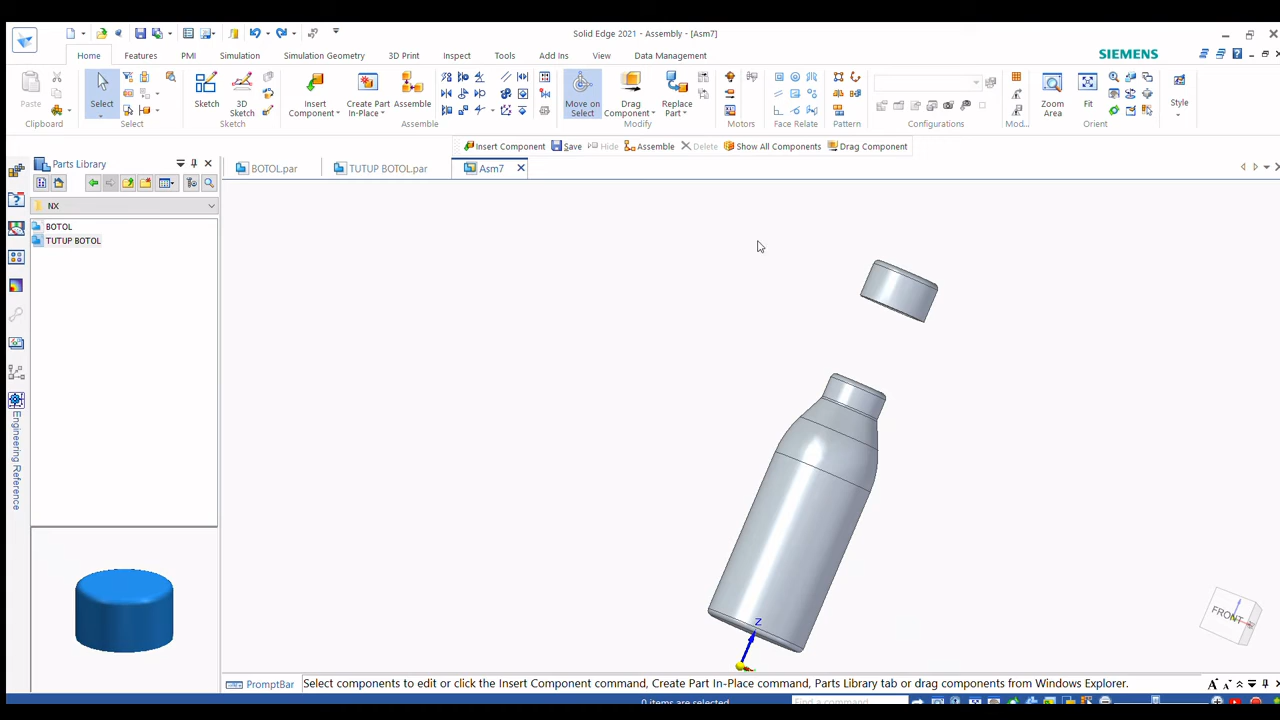 Solid Edge 2021 - Assembly - [Asm7]
Home Features PMI Simulation Simulation Geometry 3D Print Inspect Tools Add Ins View Data Management
SIEMENS
Paste
Clipboard
Select
Select
Sketch
3D
Sketch
Sketch
Insert
Component
Create Part
In-Place
Assemble
Assemble
Move on
Select
Drag
Component
Replace
Part
Modify
Motors
Face Relate
Pattern
Configurations
Mod...
Zoom
Area
Fit
Orient
Style
Insert Component Save Hide Assemble Delete Show All Components Drag Component
Parts Library
BOTOL.par
TUTUP BOTOL.par
Asm7
NX
BOTOL
TUTUP BOTOL
Engineering Reference
Z
FRONT
PromptBar
Select components to edit or click the Insert Component command, Create Part In-Place command, Parts Library tab or drag components from Windows Explorer.
0 items are selected
Find a command